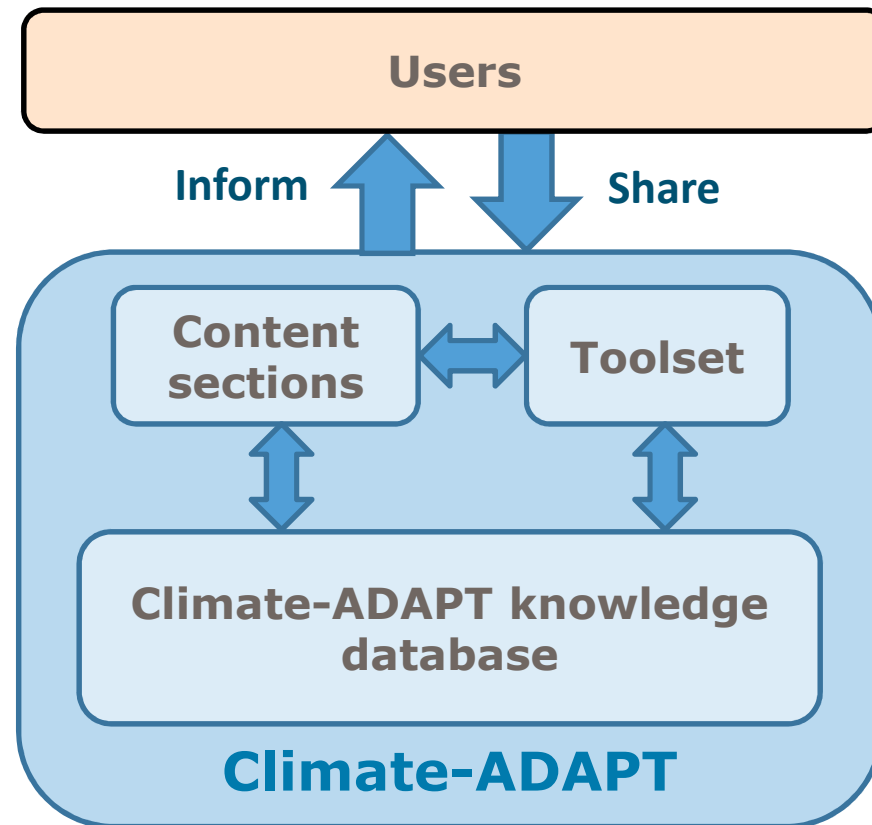 Users
Inform
Share
Content
sections
Toolset
Climate-ADAPT knowledge
database
Climate-ADAPT